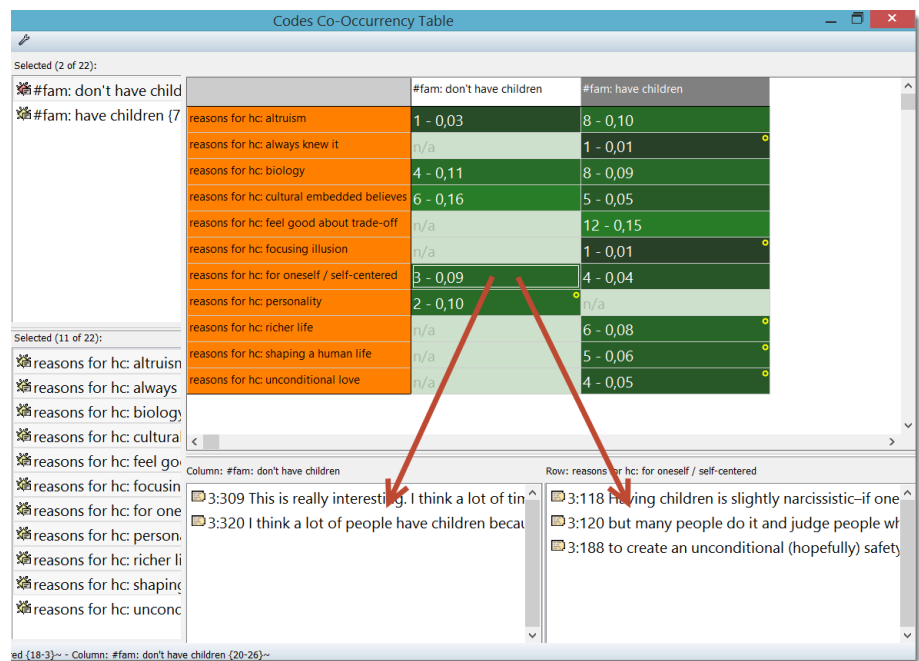 Codes Co-Occurrency Table
Selected (2 of 22):
#fam: don't have child
#fam: have children {7
#fam: don't have children #fam: have children
reasons for hc: altruism 1 - 0,03 8 - 0,10
reasons for hc: always knew it n/a 1 - 0,01
reasons for hc: biology 4 - 0,11 8 - 0,09
reasons for hc: cultural embedded believes 6 - 0,16 5 - 0,05
reasons for hc: feel good about trade-off n/a 12 - 0,15
reasons for hc: focusing illusion n/a 1 - 0,01
reasons for hc: for oneself / self-centered 3 - 0,09 4 - 0,04
reasons for hc: personality 2 - 0,10 n/a
reasons for hc: richer life n/a 6 - 0,08
reasons for hc: shaping a human life n/a 5 - 0,06
reasons for hc: unconditional love n/a 4 - 0,05
Selected (11 of 22):
reasons for hc: altruism
reasons for hc: always
reasons for hc: biology
reasons for hc: cultural
reasons for hc: feel go
reasons for hc: focusin
reasons for hc: for one
reasons for hc: person
reasons for hc: richer li
reasons for hc: shaping
reasons for hc: uncond
Column: #fam: don't have children
3:309 This is really interesting. I think a lot of tim
3:320 I think a lot of people have children becau
Row: reasons for hc: for oneself / self-centered
3:118 Having children is slightly narcissistic–if one
3:120 but many people do it and judge people wh
3:188 to create an unconditional (hopefully) safety
red {18-3}~ - Column: #fam: don't have children {20-26}~